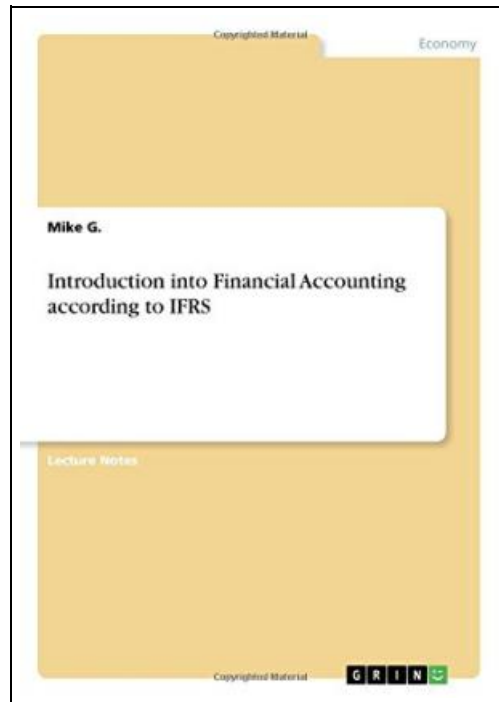 Copyrighted Material
Economy
Mike G.
Introduction into Financial Accounting
according to IFRS
Lecture Notes
Copyrighted Material
GRIN